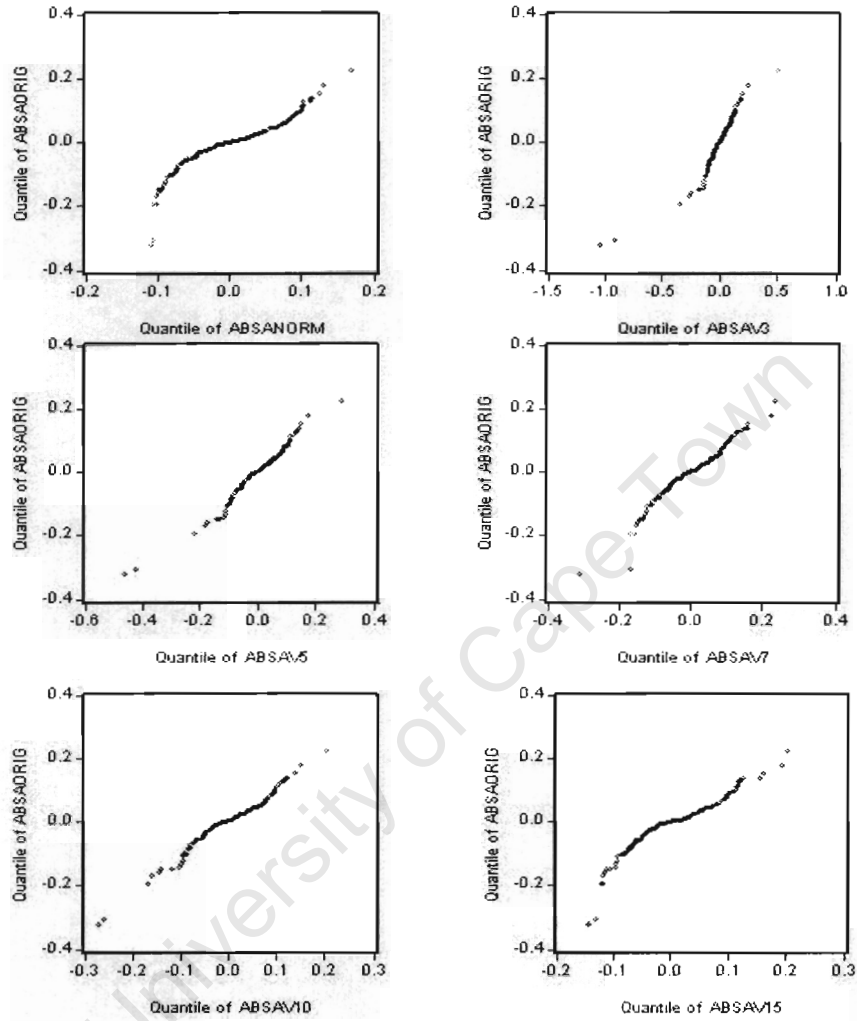 0.4
0.2
0.0
-0.2
-0.4
Quantile of ABSAORIG
-0.2 -0.1 0.0 0.1 0.2
Quantile of ABSANORM
0.4
0.2
0.0
-0.2
-0.4
Quantile of ABSAORIG
-1.5 -1.0 -0.5 0.0 0.5 1.0
Quantile of ABSAV3
0.4
0.2
0.0
-0.2
-0.4
Quantile of ABSAORIG
-0.6 -0.4 -0.2 0.0 0.2 0.4
Quantile of ABSAV5
0.4
0.2
0.0
-0.2
-0.4
Quantile of ABSAORIG
-0.4 -0.2 0.0 0.2 0.4
Quantile of ABSAV7
0.4
0.2
0.0
-0.2
-0.4
Quantile of ABSAORIG
-0.3 -0.2 -0.1 0.0 0.1 0.2 0.3
Quantile of ABSAV10
0.4
0.2
0.0
-0.2
-0.4
Quantile of ABSAORIG
-0.2 -0.1 0.0 0.1 0.2 0.3
Quantile of ABSAV15
University of Cape Town